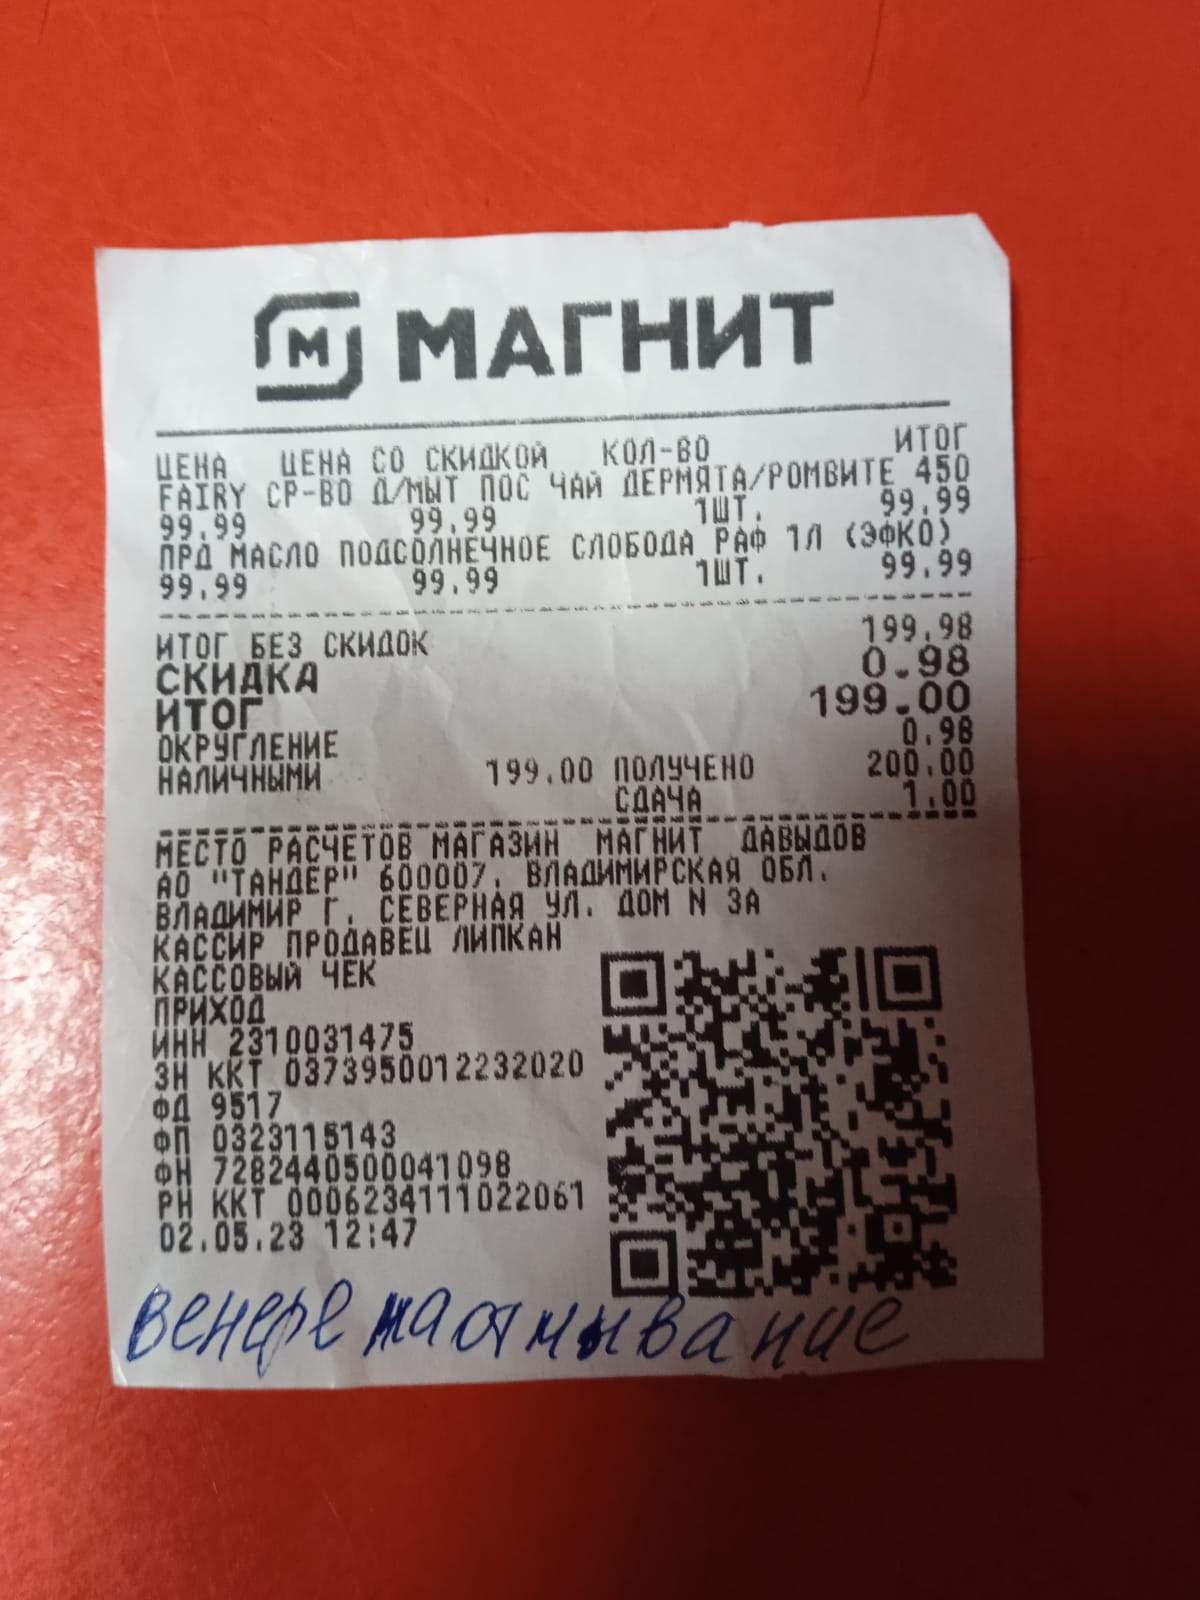 М МАГНИТ
ЦЕНА ЦЕНА СО СКИДКОЙ КОЛ-ВО ИТОГ
FAIRY СР-ВО Д/МЫТ ПОС ЧАЙ ДЕРМЯТА/РОМВИТЕ 450
99.99 99.99 1ШТ. 99.99
ПРД МАСЛО ПОДСОЛНЕЧНОЕ СЛОБОДА РАФ 1Л (ЭФКО)
99.99 99.99 1ШТ. 99.99
ИТОГ БЕЗ СКИДОК 199.98
СКИДКА 0.98
ИТОГ 199.00
ОКРУГЛЕНИЕ 0.98
НАЛИЧНЫМИ 199.00 ПОЛУЧЕНО 200.00
СДАЧА 1.00
МЕСТО РАСЧЕТОВ МАГАЗИН МАГНИТ ДАВЫДОВ
АО "ТАНДЕР" 600007, ВЛАДИМИРСКАЯ ОБЛ.
ВЛАДИМИР Г. СЕВЕРНАЯ УЛ. ДОМ N 3А
КАССИР ПРОДАВЕЦ ЛИПКАН
КАССОВЫЙ ЧЕК
ПРИХОД
ИНН 2310031475
ЗН ККТ 0373950012232020
ФД 9517
ФП 0323115143
ФН 7282440500041098
РН ККТ 0006234111022061
02.05.23 12:47
Венере на отмывание